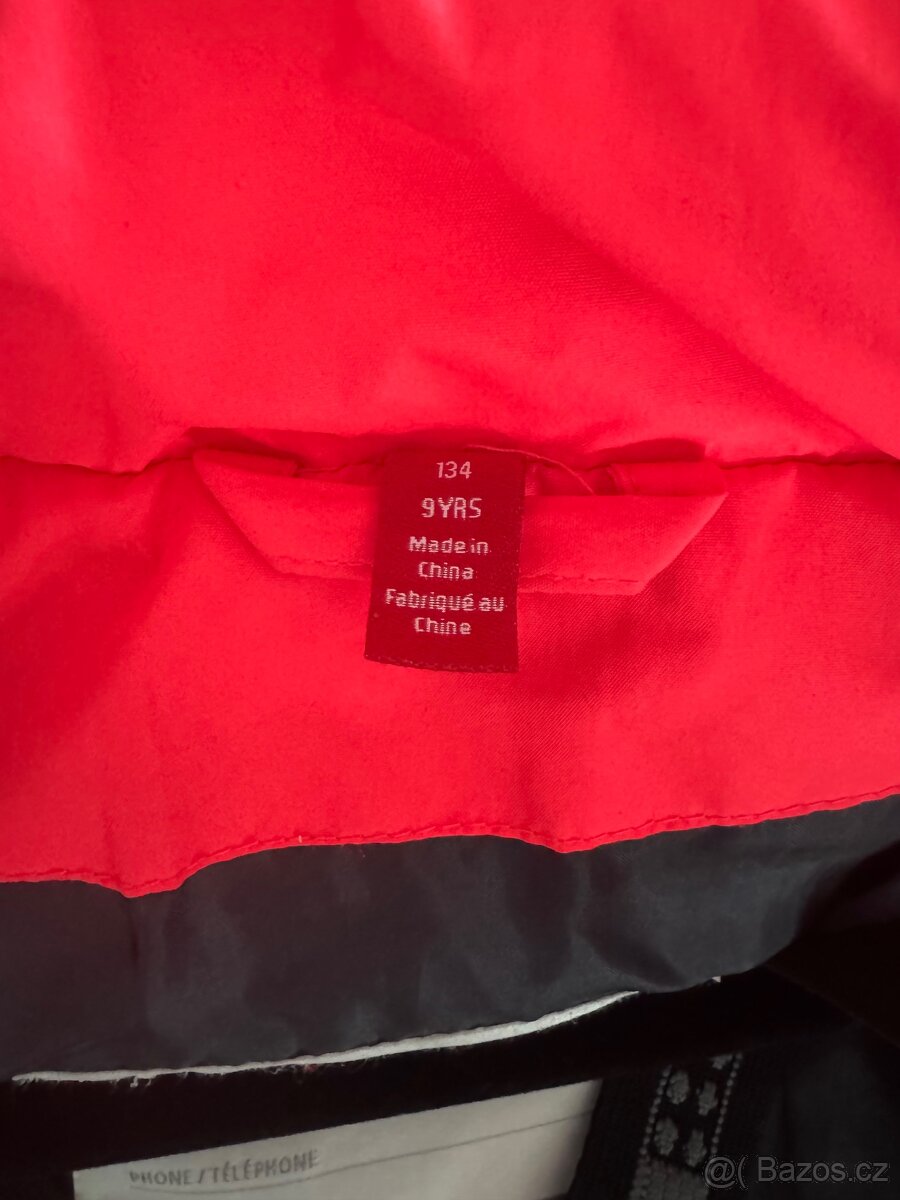 134
9YRS
Made in
China
Fabriqué au
Chine
PHONE / TÉLÉPHONE
@( Bazos.cz